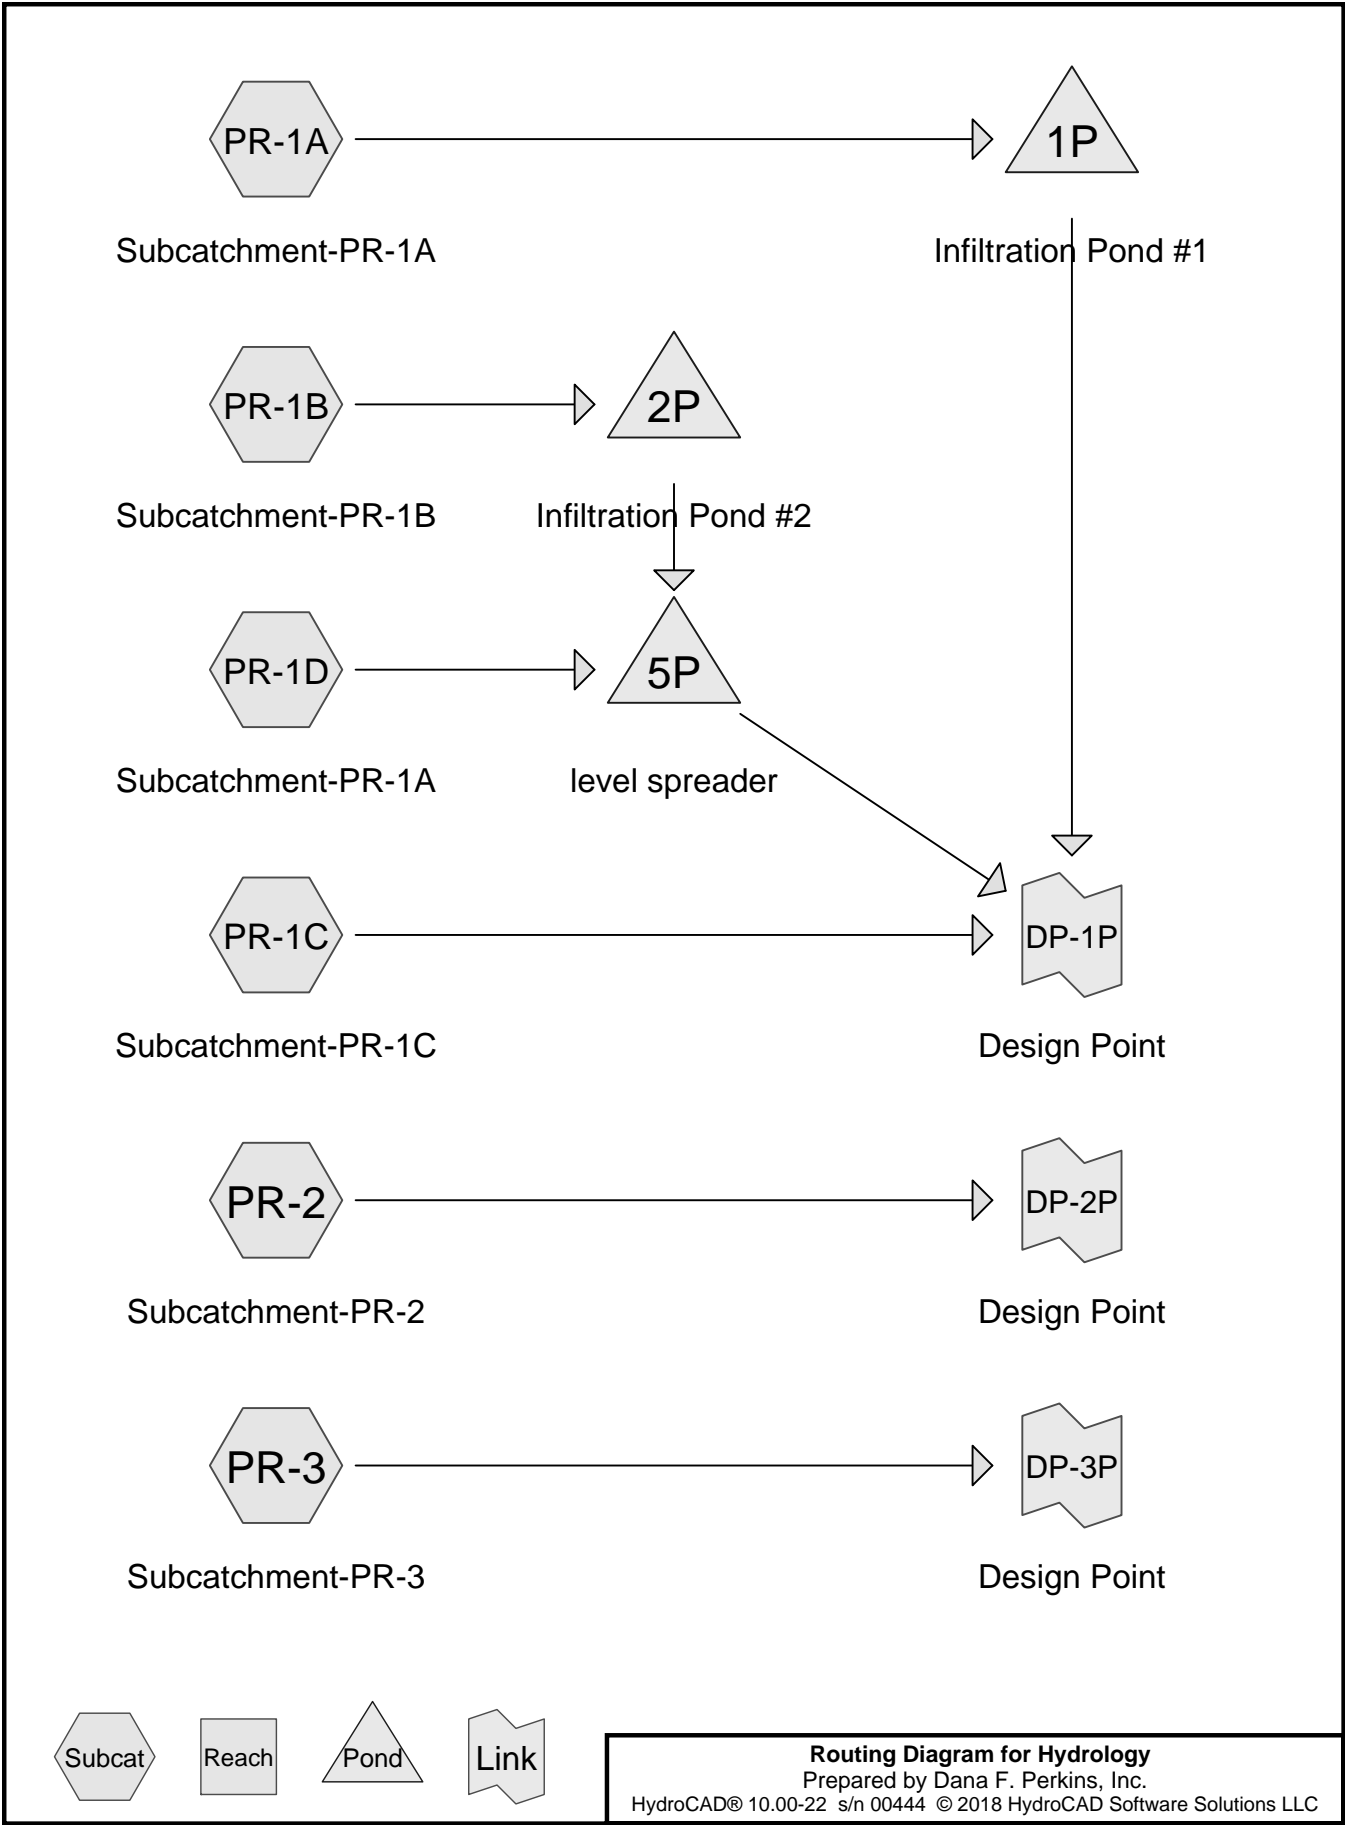 PR-1A
1P
Subcatchment-PR-1A
Infiltration Pond #1
PR-1B
2P
Subcatchment-PR-1B
Infiltration Pond #2
PR-1D
5P
Subcatchment-PR-1A
level spreader
PR-1C
DP-1P
Subcatchment-PR-1C
Design Point
PR-2
DP-2P
Subcatchment-PR-2
Design Point
PR-3
DP-3P
Subcatchment-PR-3
Design Point
Subcat
Reach
Pond
Link
Routing Diagram for Hydrology
Prepared by Dana F. Perkins, Inc.
HydroCAD® 10.00-22 s/n 00444 © 2018 HydroCAD Software Solutions LLC